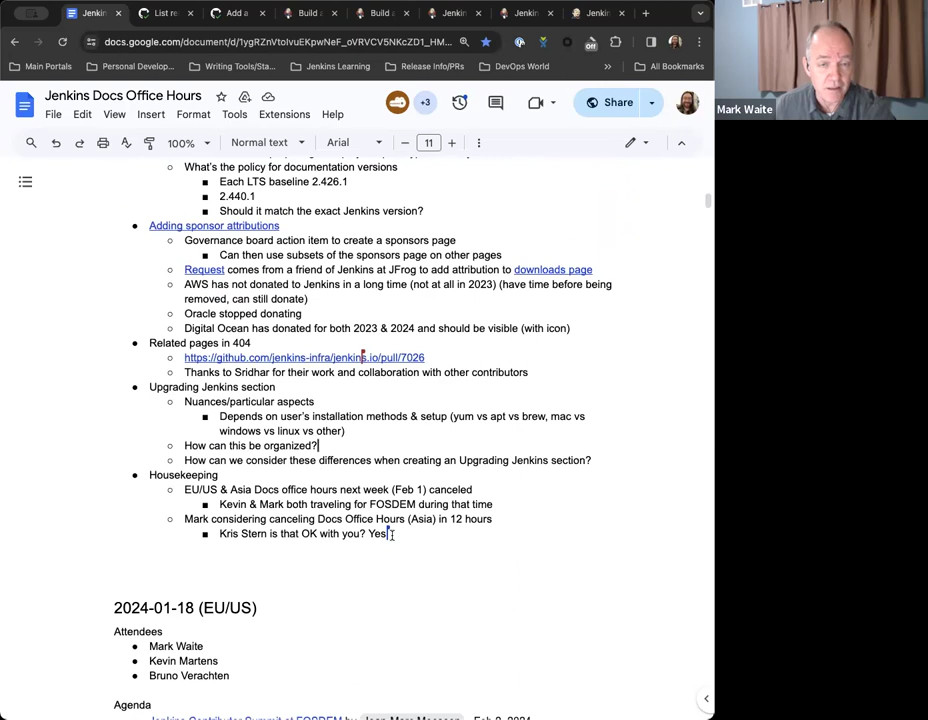 Jenkins
List re
Add a
Build a
Build a
Jenkin
Jenkin
Jenkin
docs.google.com/document/d/1ygRZnVtoIvuEKpwNeF_oVRVCV5NKcZD1_HM...
Off
Main Portals
Personal Develop...
Writing Tools/Sta...
Jenkins Learning
Release Info/PRs
DevOps World
All Bookmarks
Jenkins Docs Office Hours
+3
Share
File Edit View Insert Format Tools Extensions Help
100% Normal text Arial 11
What's the policy for documentation versions
Each LTS baseline 2.426.1
2.440.1
Should it match the exact Jenkins version?
Adding sponsor attributions
Governance board action item to create a sponsors page
Can then use subsets of the sponsors page on other pages
Request comes from a friend of Jenkins at JFrog to add attribution to downloads page
AWS has not donated to Jenkins in a long time (not at all in 2023) (have time before being
removed, can still donate)
Oracle stopped donating
Digital Ocean has donated for both 2023 & 2024 and should be visible (with icon)
Related pages in 404
https://github.com/jenkins-infra/jenkins.io/pull/7026
Thanks to Sridhar for their work and collaboration with other contributors
Upgrading Jenkins section
Nuances/particular aspects
Depends on user's installation methods & setup (yum vs apt vs brew, mac vs
windows vs linux vs other)
How can this be organized?
How can we consider these differences when creating an Upgrading Jenkins section?
Housekeeping
EU/US & Asia Docs office hours next week (Feb 1) canceled
Kevin & Mark both traveling for FOSDEM during that time
Mark considering canceling Docs Office Hours (Asia) in 12 hours
Kris Stern is that OK with you? Yes
2024-01-18 (EU/US)
Attendees
Mark Waite
Kevin Martens
Bruno Verachten
Agenda
Mark Waite